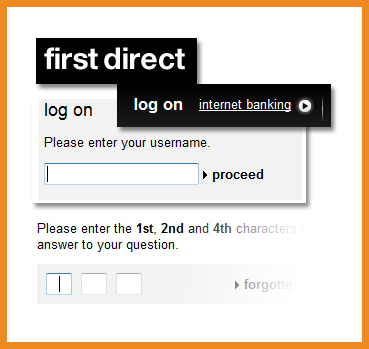 first direct
log on internet banking
log on
Please enter your username.
proceed
Please enter the 1st, 2nd and 4th characters
answer to your question.
forgotten